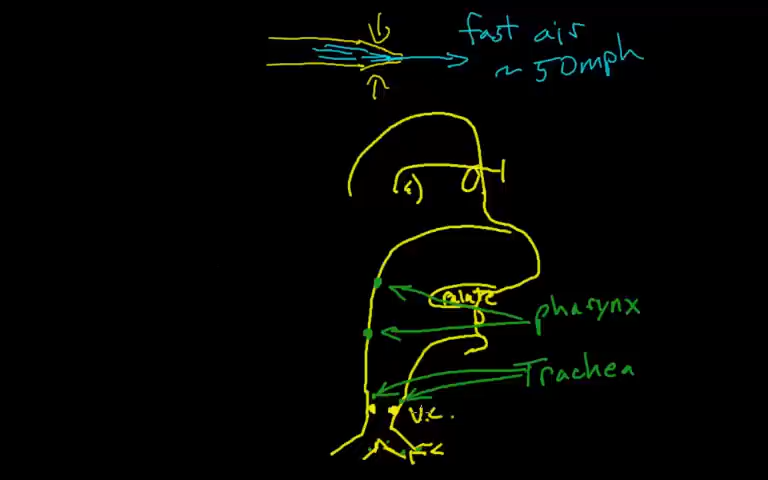 fast air
~ 50mph
palate
pharynx
Trachea
V.C.